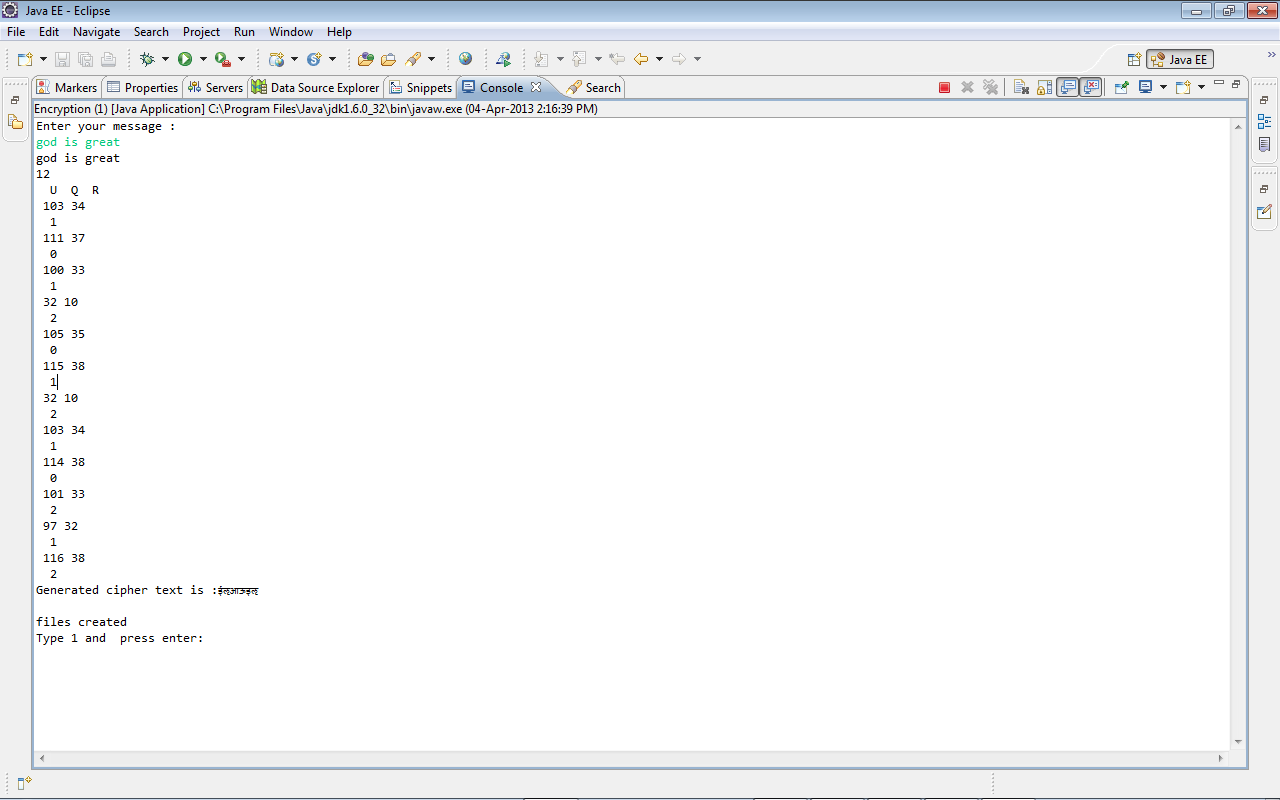 Java EE - Eclipse
File Edit Navigate Search Project Run Window Help
Java EE
Markers Properties Servers Data Source Explorer Snippets Console Search
Encryption (1) [Java Application] C:\Program Files\Java\jdk1.6.0_32\bin\javaw.exe (04-Apr-2013 2:16:39 PM)
Enter your message :
god is great
god is great
12
U Q R
103 34
1
111 37
0
100 33
1
32 10
2
105 35
0
115 38
1
32 10
2
103 34
1
114 38
0
101 33
2
97 32
1
116 38
2
Generated cipher text is :
files created
Type 1 and press enter: